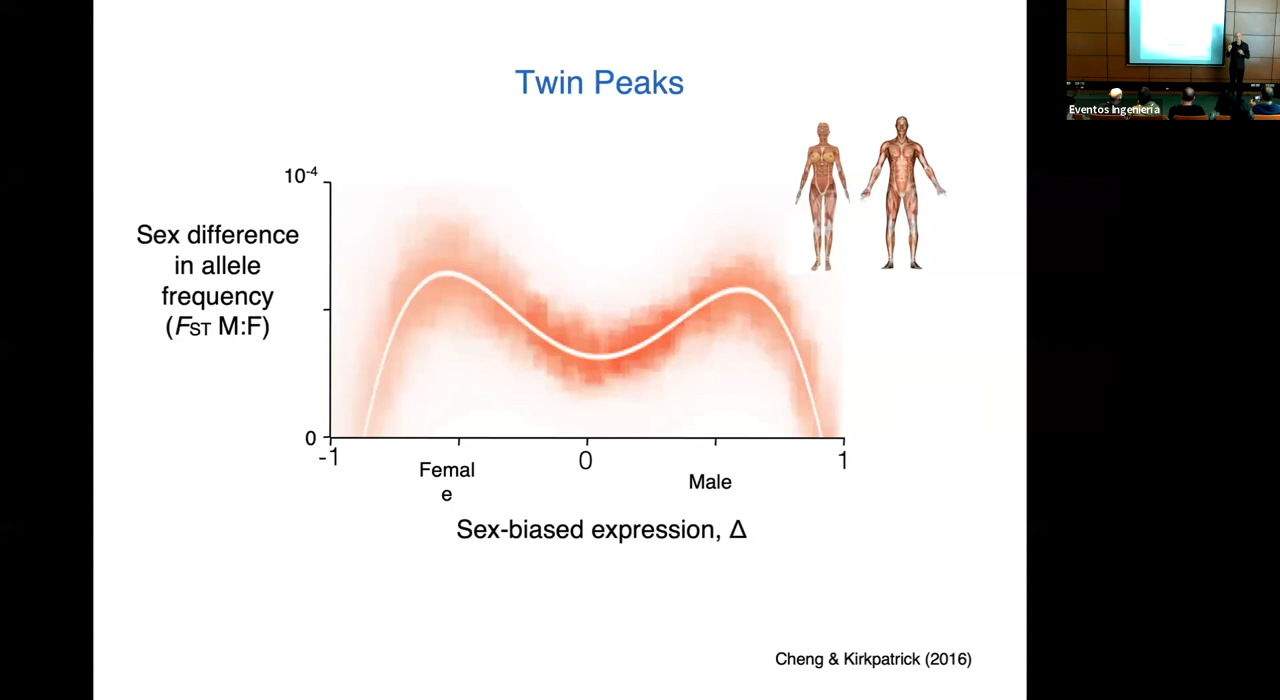 Twin Peaks
Eventos Ingeniería
10-4
Sex difference
in allele
frequency
(FST M:F)
0
-1
0
1
Femal
e
Male
Sex-biased expression, Δ
Cheng & Kirkpatrick (2016)